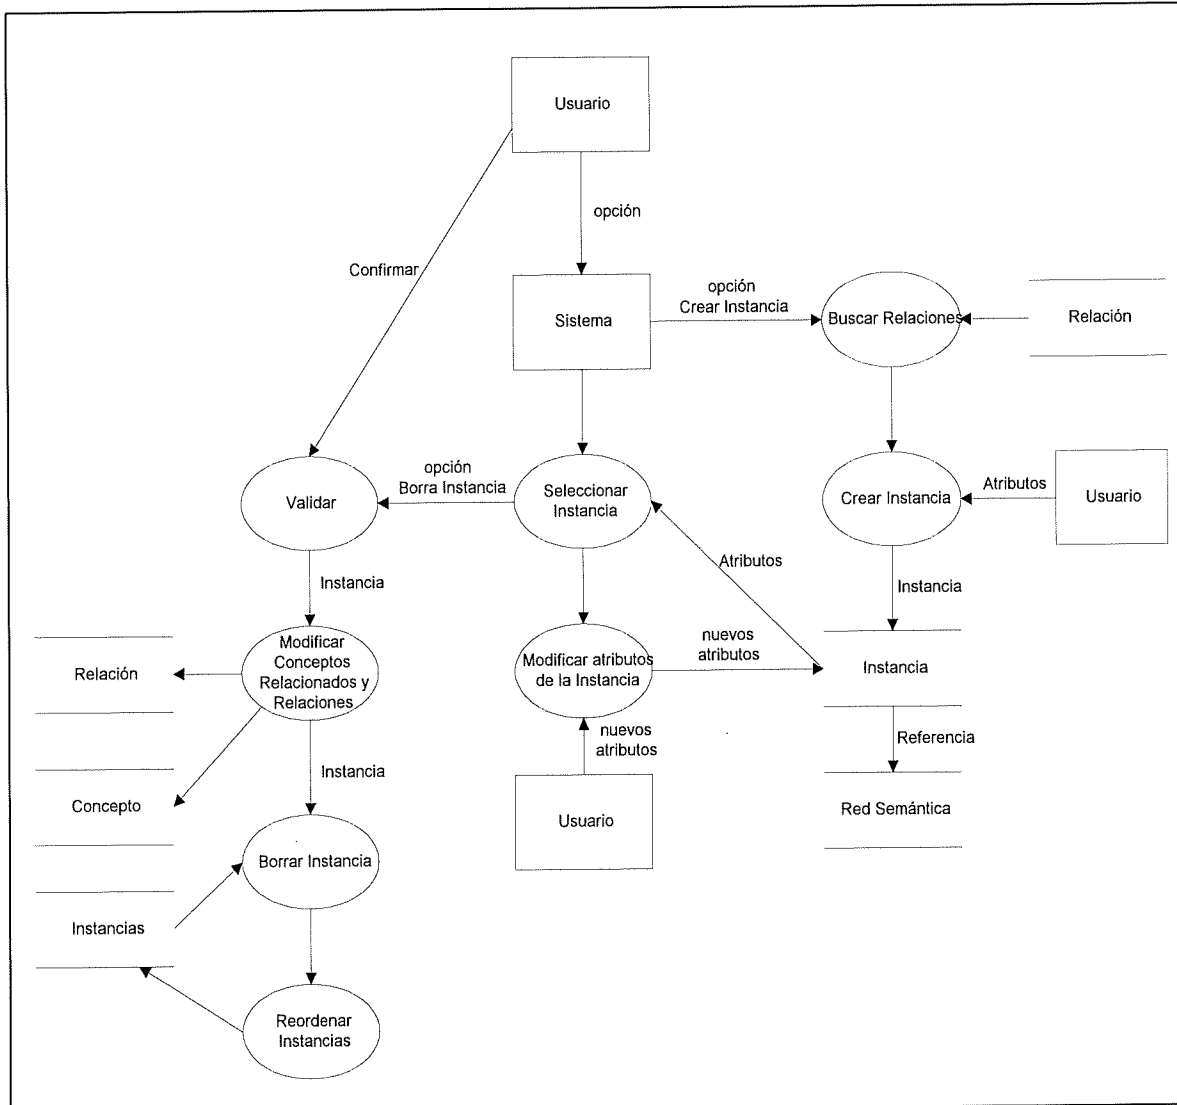 Usuario
opción
Confirmar
opción
Crear Instancia
Sistema
Buscar Relaciones
Relación
opción
Borra Instancia
Validar
Seleccionar
Instancia
Crear Instancia
Atributos
Usuario
Atributos
Instancia
Instancia
Modificar
Conceptos
Relacionados y
Relaciones
Relación
Modificar atributos
de la Instancia
nuevos
atributos
Instancia
nuevos
atributos
Referencia
Instancia
Concepto
Usuario
Red Semántica
Borrar Instancia
Instancias
Reordenar
Instancias